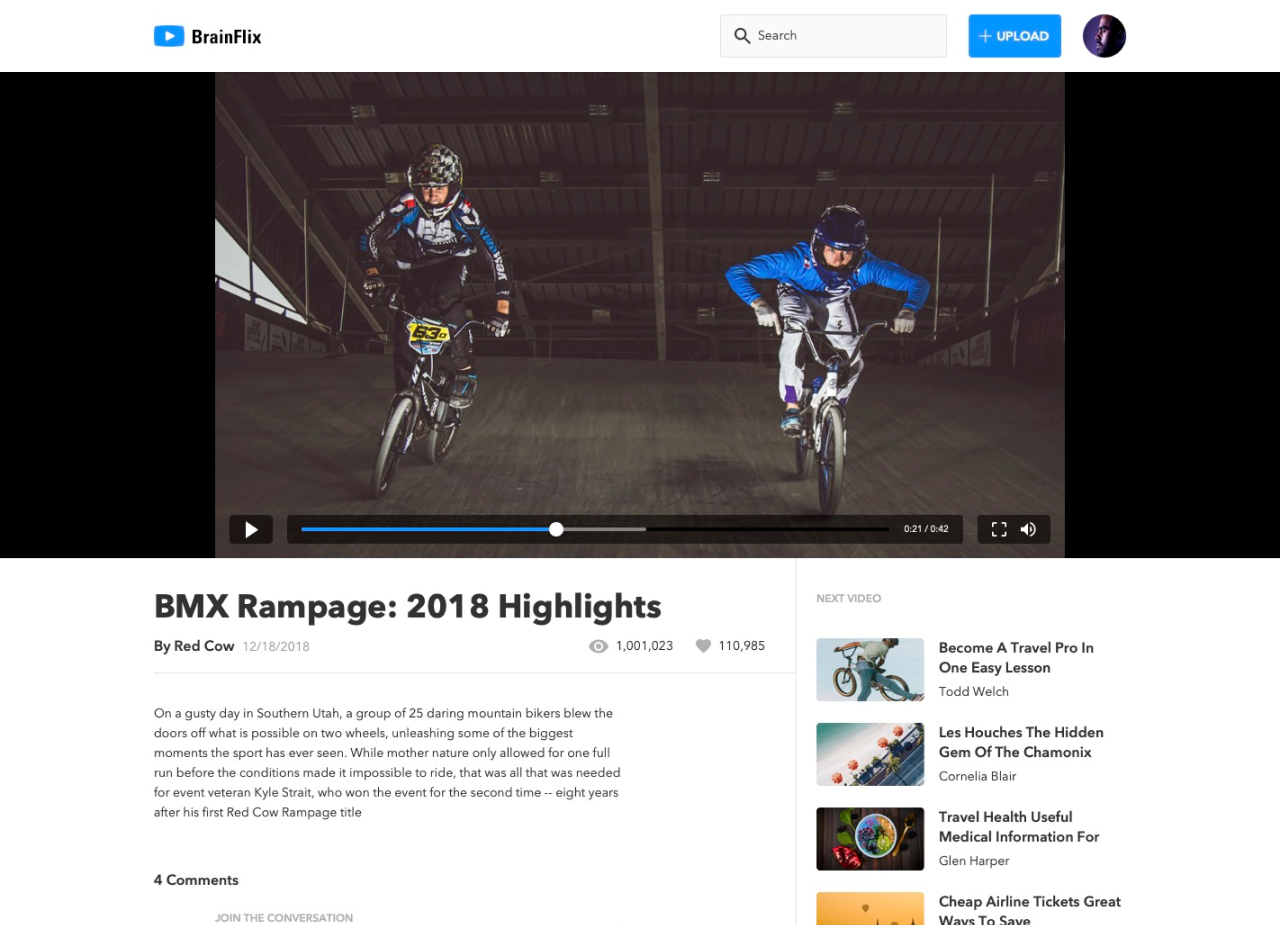 BrainFlix
Search
+ UPLOAD
0:21 / 0:42
BMX Rampage: 2018 Highlights
By Red Cow 12/18/2018
1,001,023
110,985
On a gusty day in Southern Utah, a group of 25 daring mountain bikers blew the
doors off what is possible on two wheels, unleashing some of the biggest
moments the sport has ever seen. While mother nature only allowed for one full
run before the conditions made it impossible to ride, that was all that was needed
for event veteran Kyle Strait, who won the event for the second time -- eight years
after his first Red Cow Rampage title
4 Comments
JOIN THE CONVERSATION
NEXT VIDEO
Become A Travel Pro In
One Easy Lesson
Todd Welch
Les Houches The Hidden
Gem Of The Chamonix
Cornelia Blair
Travel Health Useful
Medical Information For
Glen Harper
Cheap Airline Tickets Great
Ways To Save